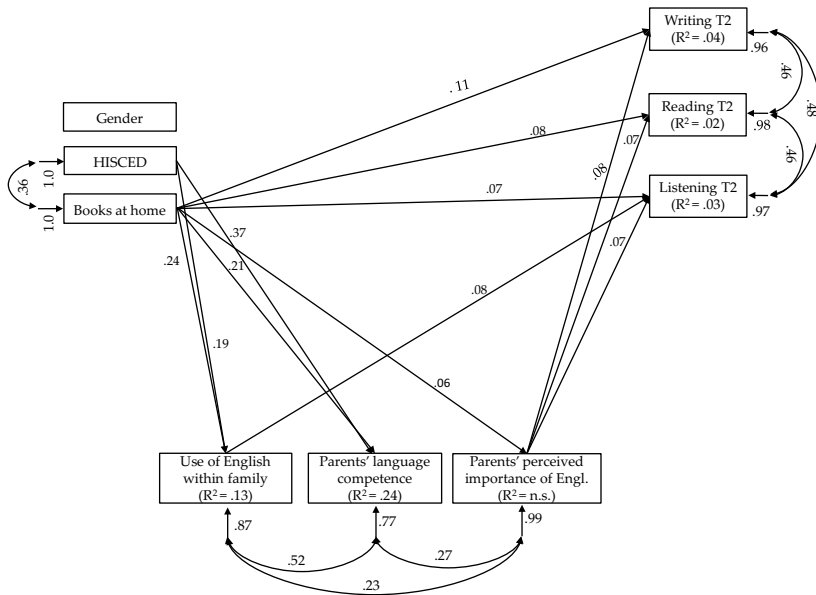 Writing T2
(R² = .04)
.96
.46
.48
. 11
Gender
Reading T2
(R² = .02)
.98
.08
.07
.08
.46
HISCED
1.0
.36
Books at home
1.0
Listening T2
(R² = .03)
.97
.07
.37
.07
.24
.21
.08
.19
.06
Use of English
within family
(R² = .13)
Parents’ language
competence
(R² = .24)
Parents’ perceived
importance of Engl.
(R² = n.s.)
.87
.77
.99
.52
.27
.23